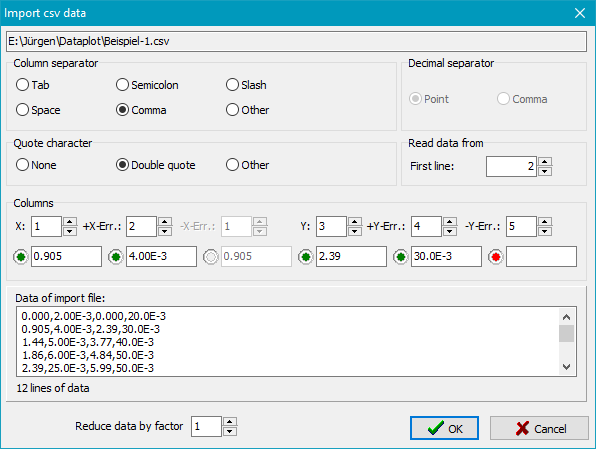 Import csv data
E:\Jürgen\Dataplot\Beispiel-1.csv
Column separator
Tab Semicolon Slash
Space Comma Other
Decimal separator
Point Comma
Quote character
None Double quote Other
Read data from
First line: 2
Columns
X: 1 +X-Err.: 2 -X-Err.: 1 Y: 3 +Y-Err.: 4 -Y-Err.: 5
0.905 4.00E-3 0.905 2.39 30.0E-3
Data of import file:
0.000,2.00E-3,0.000,20.0E-3
0.905,4.00E-3,2.39,30.0E-3
1.44,5.00E-3,3.77,40.0E-3
1.86,6.00E-3,4.84,50.0E-3
2.39,25.0E-3,5.99,50.0E-3
12 lines of data
Reduce data by factor 1
OK Cancel